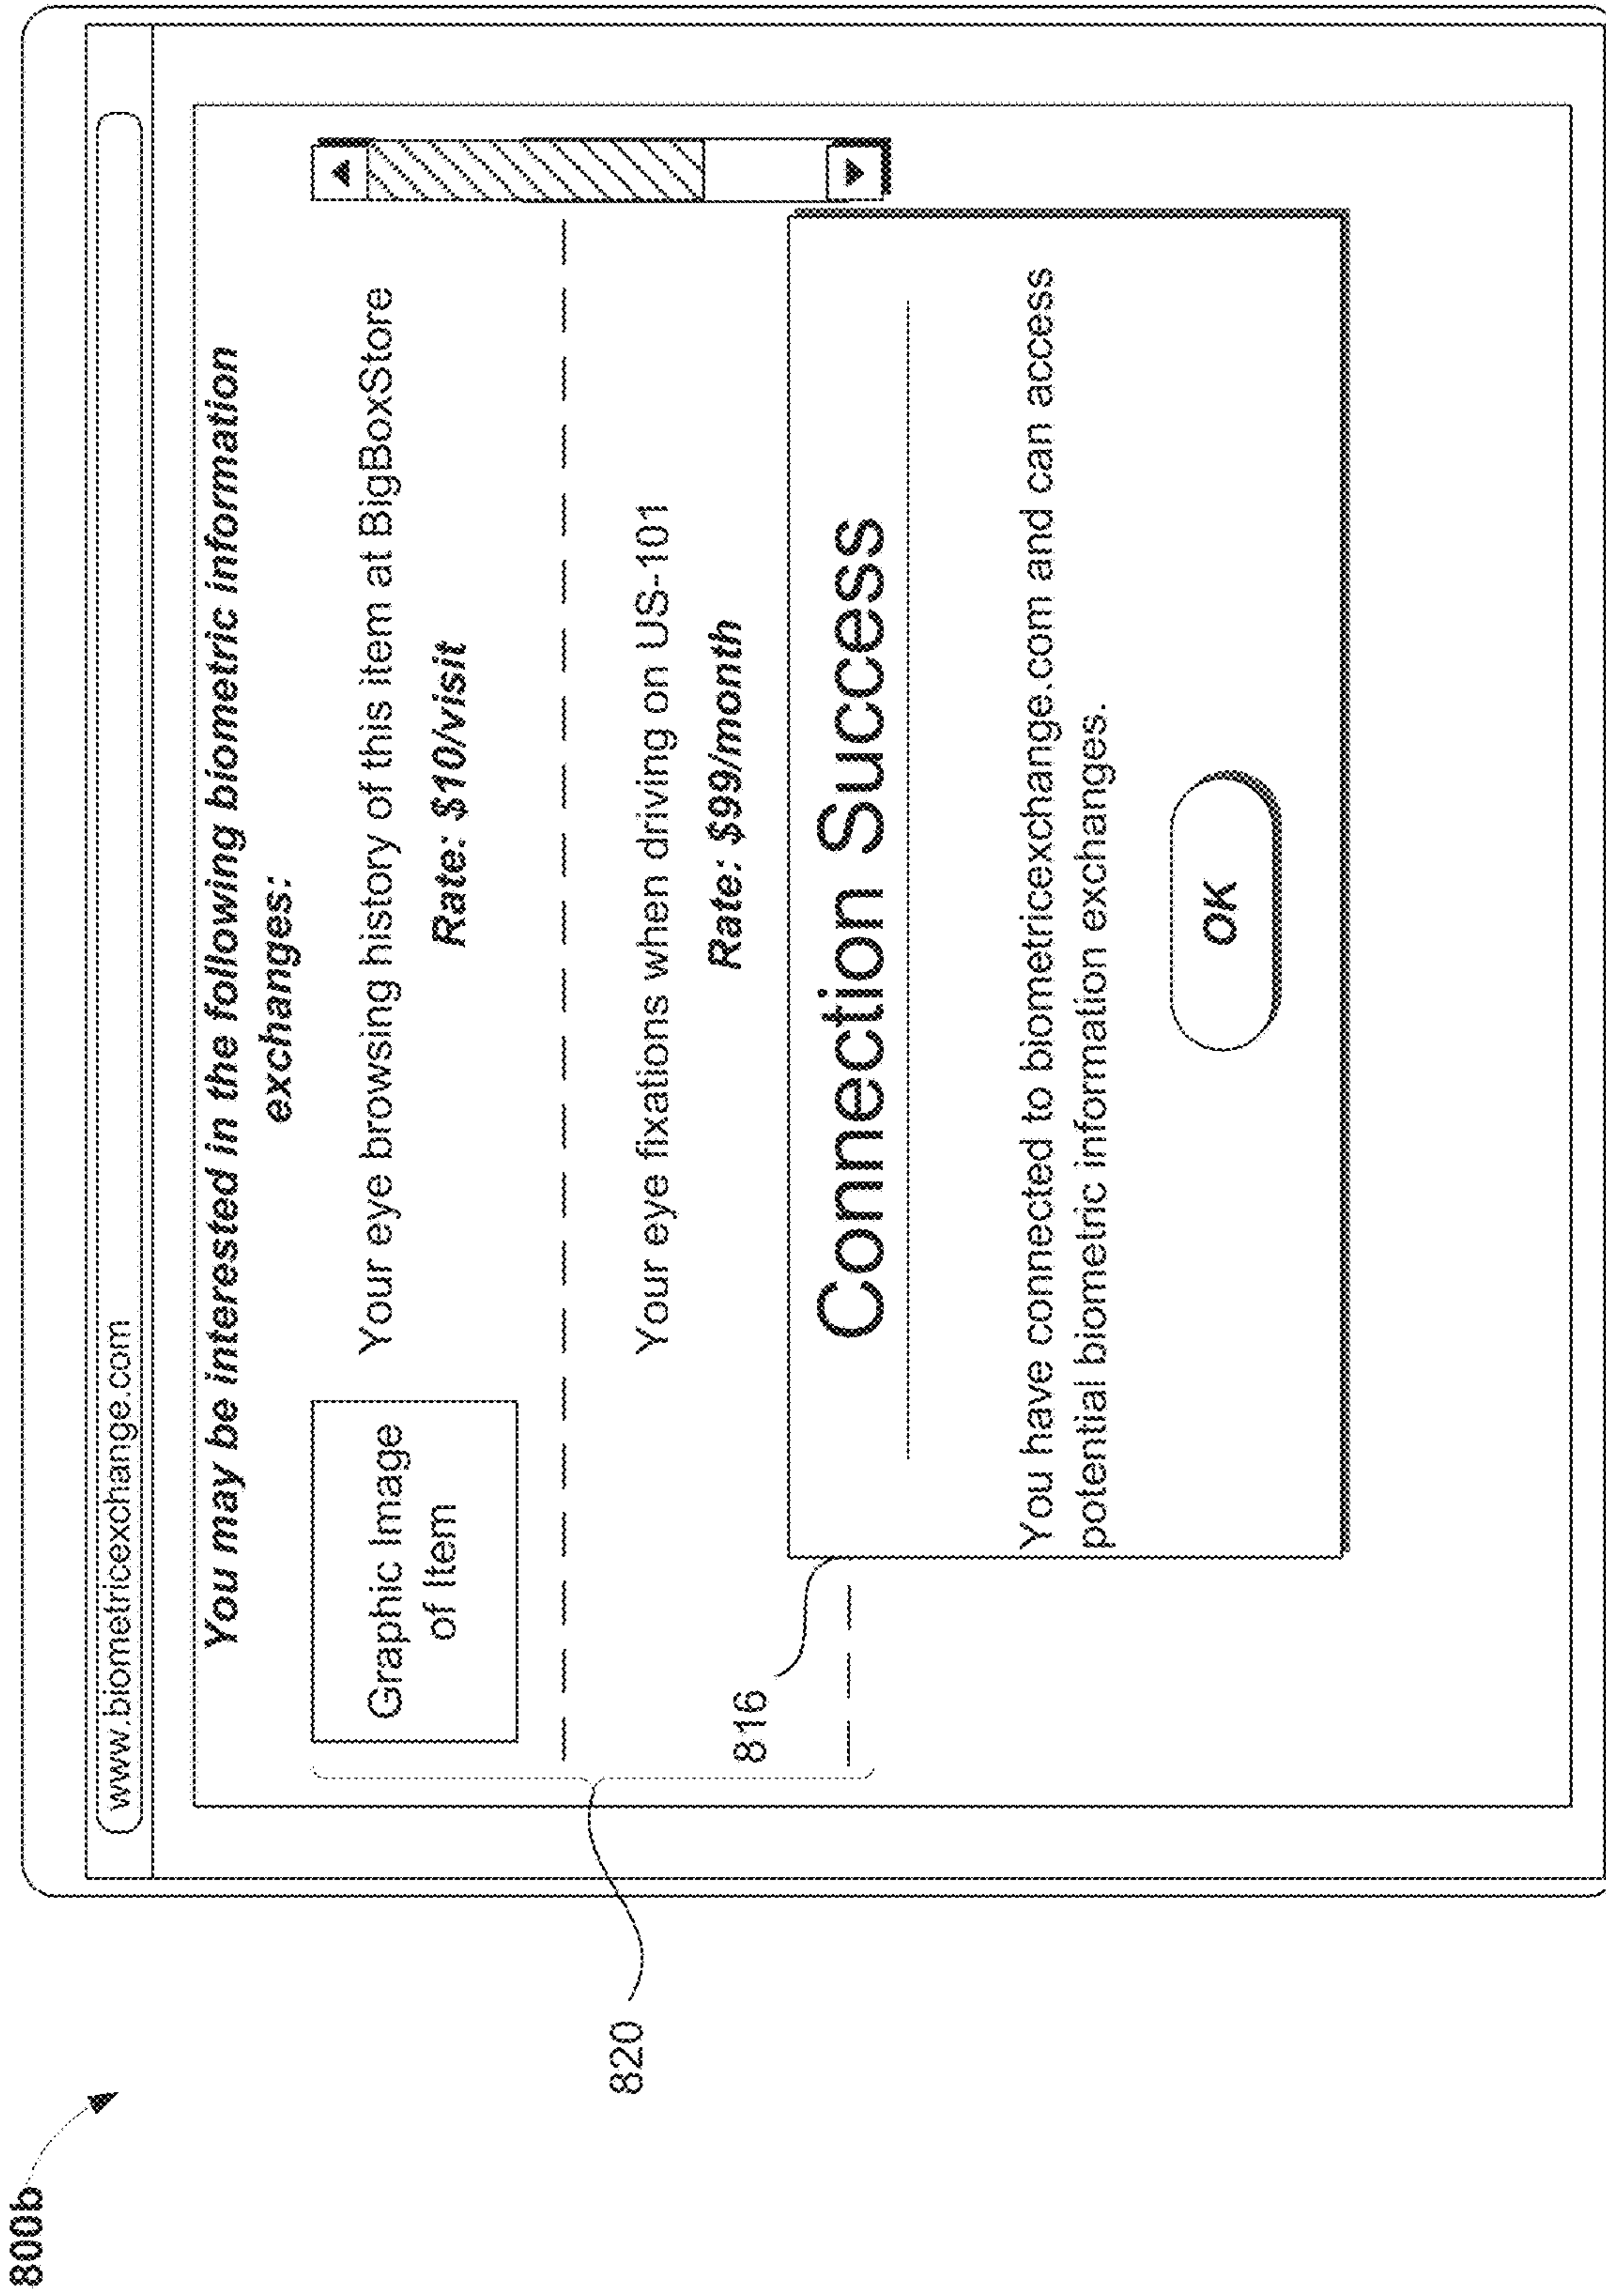 800b
www.biometricexchange.com
You may be interested in the following biometric information
exchanges:
Graphic Image
of Item
Your eye browsing history of this item at BigBoxStore
Rate: $10/visit
820
Your eye fixations when driving on US-101
Rate: $99/month
816
Connection Success
You have connected to biometricexchange.com and can access
potential biometric information exchanges.
OK